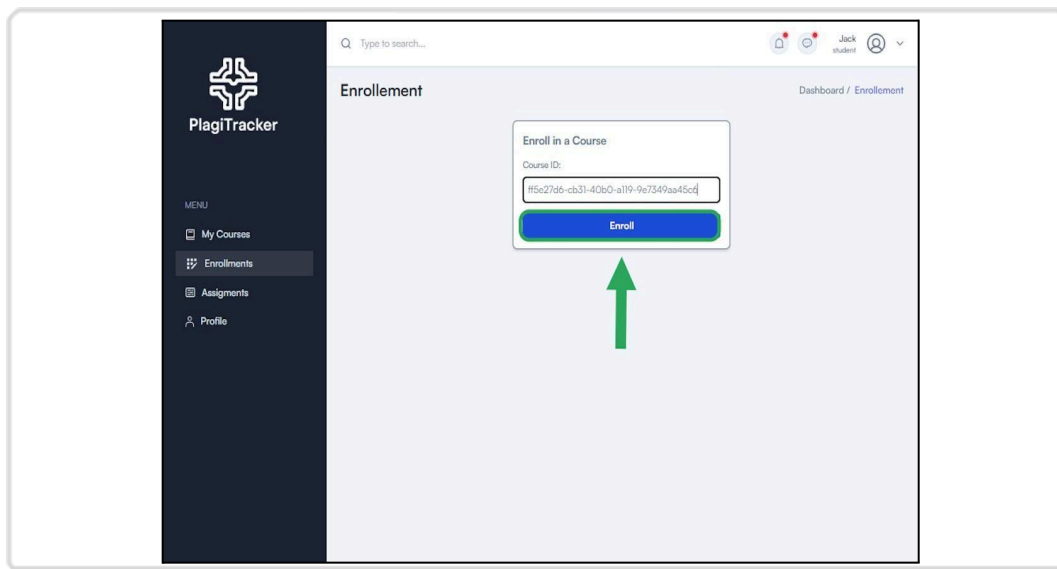 Type to search...
Jack
student
PlagiTracker
Enrollement
Dashboard / Enrollement
Enroll in a Course
Course ID:
ff5e27d6-cb31-40b0-a119-9e7349aa45c6
Enroll
MENU
My Courses
Enrollments
Assigments
Profile